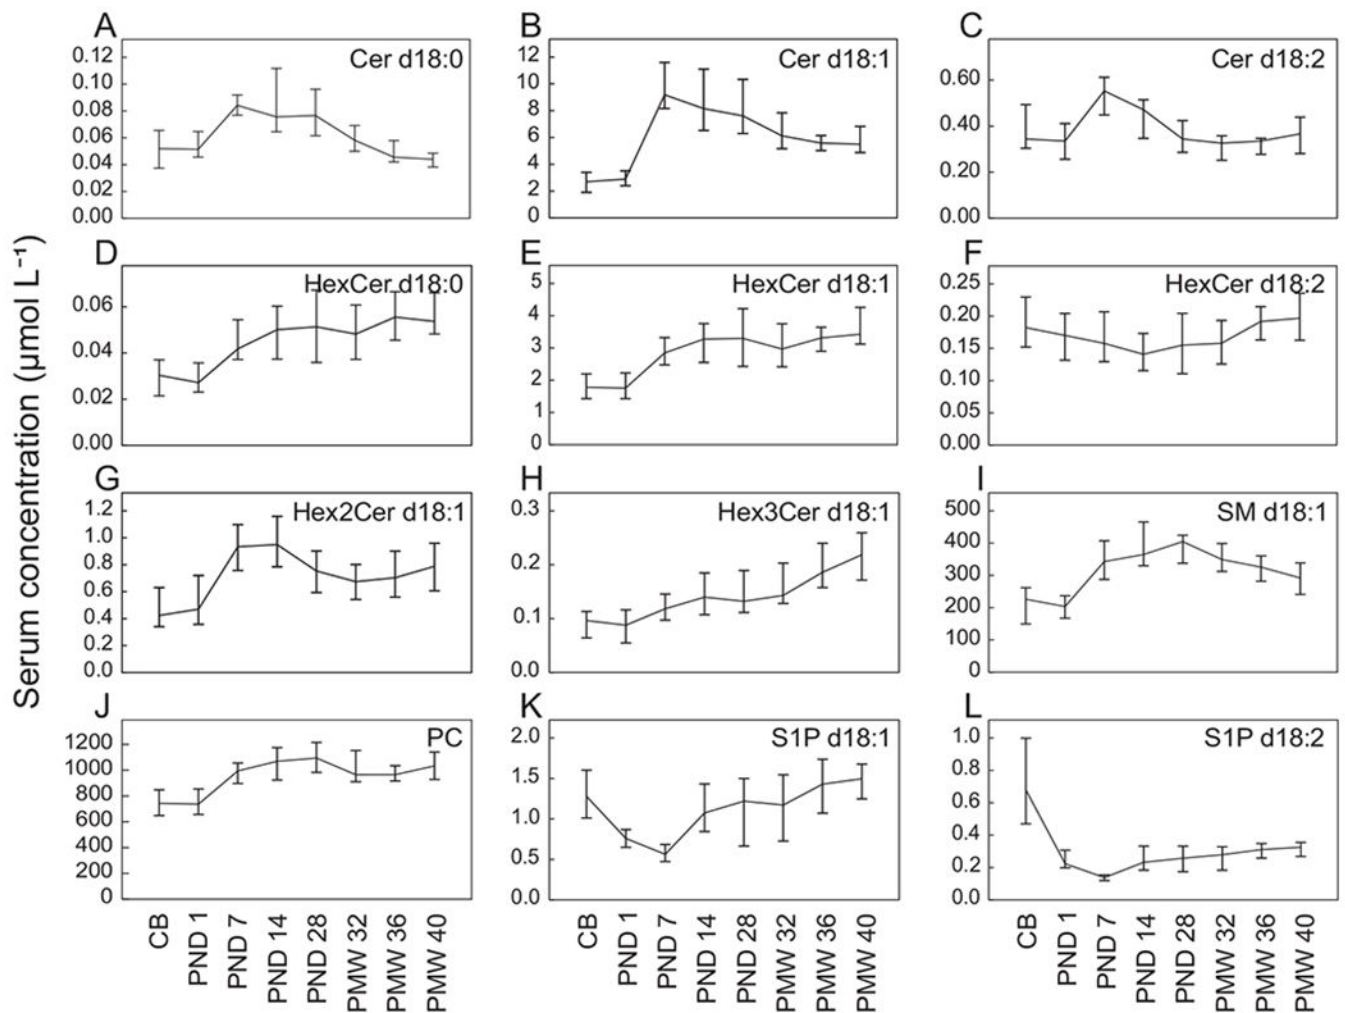 Serum concentration (µmol L⁻¹)
A
Cer d18:0
0.12
0.10
0.08
0.06
0.04
0.02
0.00
B
Cer d18:1
12
10
8
6
4
2
0
C
Cer d18:2
0.60
0.40
0.20
0.00
D
HexCer d18:0
0.06
0.04
0.02
0.00
E
HexCer d18:1
5
4
3
2
1
0
F
HexCer d18:2
0.25
0.20
0.15
0.10
0.05
0.00
G
Hex2Cer d18:1
1.2
1.0
0.8
0.6
0.4
0.2
0.0
H
Hex3Cer d18:1
0.3
0.2
0.1
0.0
I
SM d18:1
500
400
300
200
100
0
J
PC
1200
1000
800
600
400
200
0
K
S1P d18:1
2.0
1.5
1.0
0.5
0.0
L
S1P d18:2
1.0
0.8
0.6
0.4
0.2
0.0
CB
PND 1
PND 7
PND 14
PND 28
PMW 32
PMW 36
PMW 40
CB
PND 1
PND 7
PND 14
PND 28
PMW 32
PMW 36
PMW 40
CB
PND 1
PND 7
PND 14
PND 28
PMW 32
PMW 36
PMW 40